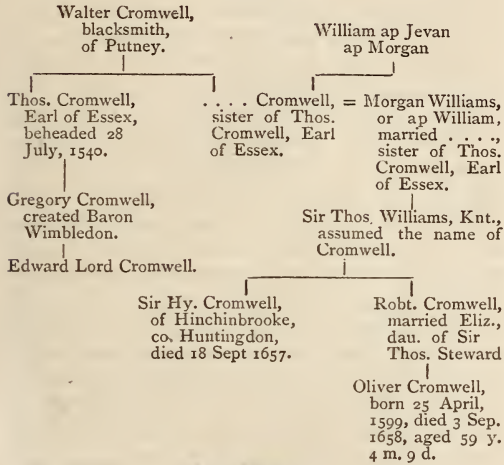 Walter Cromwell,
blacksmith,
of Putney.
William ap Jevan
ap Morgan
Thos. Cromwell,
Earl of Essex,
beheaded 28
July, 1540.
. . . . Cromwell,
sister of Thos.
Cromwell, Earl
of Essex.
= Morgan Williams,
or ap William,
married . . . .,
sister of Thos.
Cromwell, Earl
of Essex.
Gregory Cromwell,
created Baron
Wimbledon.
Sir Thos. Williams, Knt.,
assumed the name of
Cromwell.
Edward Lord Cromwell.
Sir Hy. Cromwell,
of Hinchinbrooke,
co. Huntingdon,
died 18 Sept 1657.
Robt. Cromwell,
married Eliz.,
dau. of Sir
Thos. Steward
Oliver Cromwell,
born 25 April,
1599, died 3 Sep.
1658, aged 59 y.
4 m. 9 d.